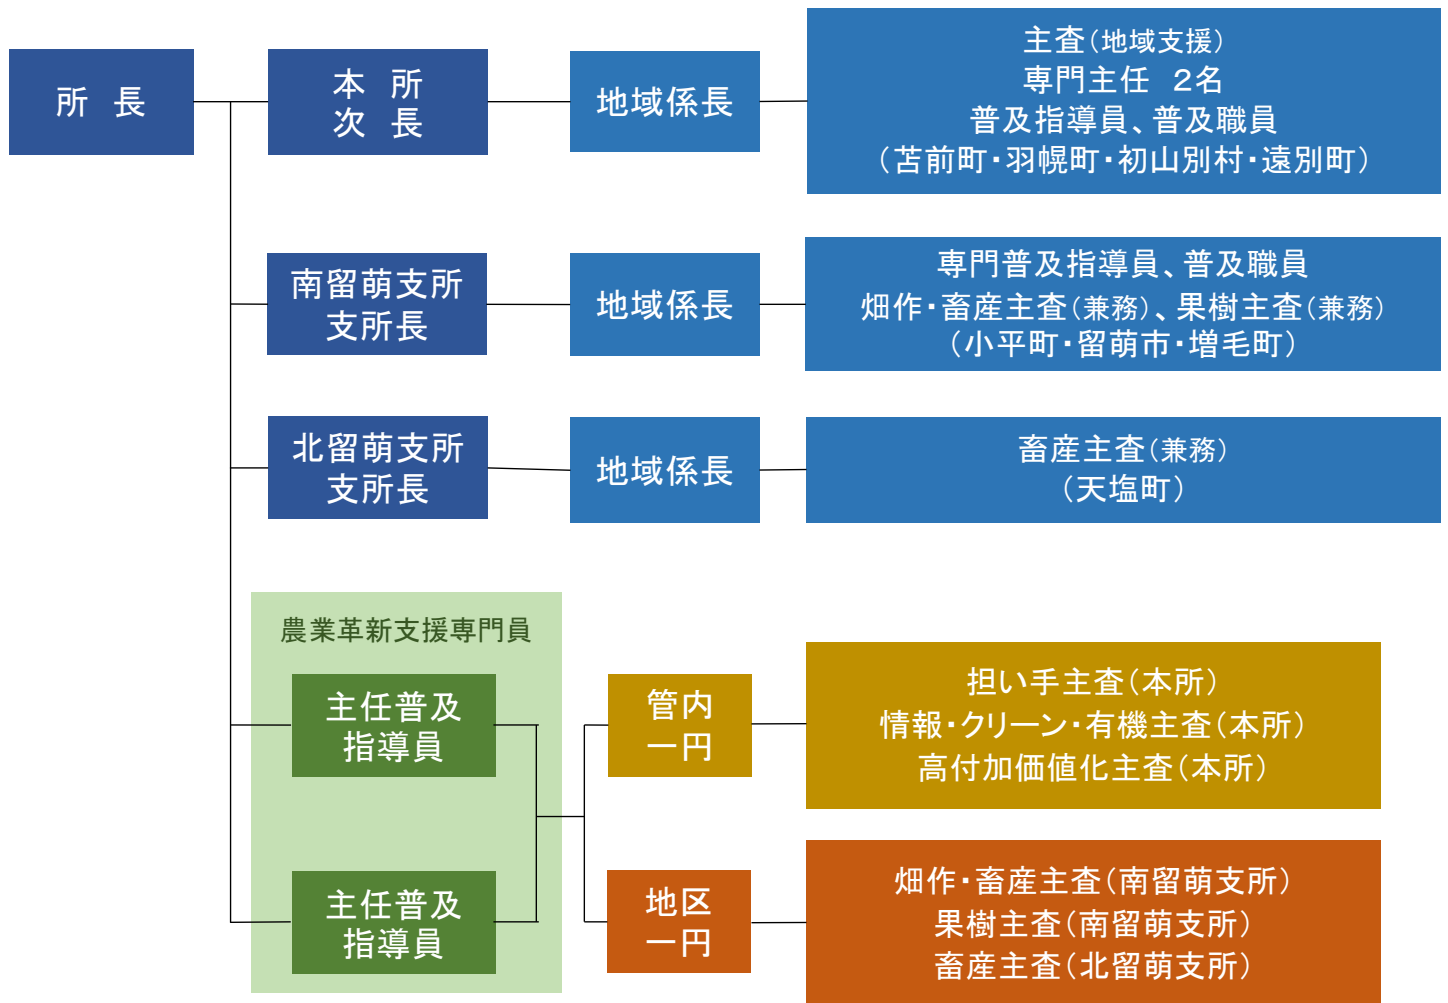 所　長
本　所
次　長
地域係長
主査（地域支援）
専門主任　２名
普及指導員、普及職員
（苫前町・羽幌町・初山別村・遠別町）
南留萌支所
支所長
地域係長
専門普及指導員、普及職員
畑作・畜産主査（兼務）、果樹主査（兼務）
（小平町・留萌市・増毛町）
北留萌支所
支所長
地域係長
畜産主査（兼務）
（天塩町）
農業革新支援専門員
主任普及
指導員
主任普及
指導員
管内
一円
担い手主査（本所）
情報・クリーン・有機主査（本所）
高付加価値化主査（本所）
地区
一円
畑作・畜産主査（南留萌支所）
果樹主査（南留萌支所）
畜産主査（北留萌支所）